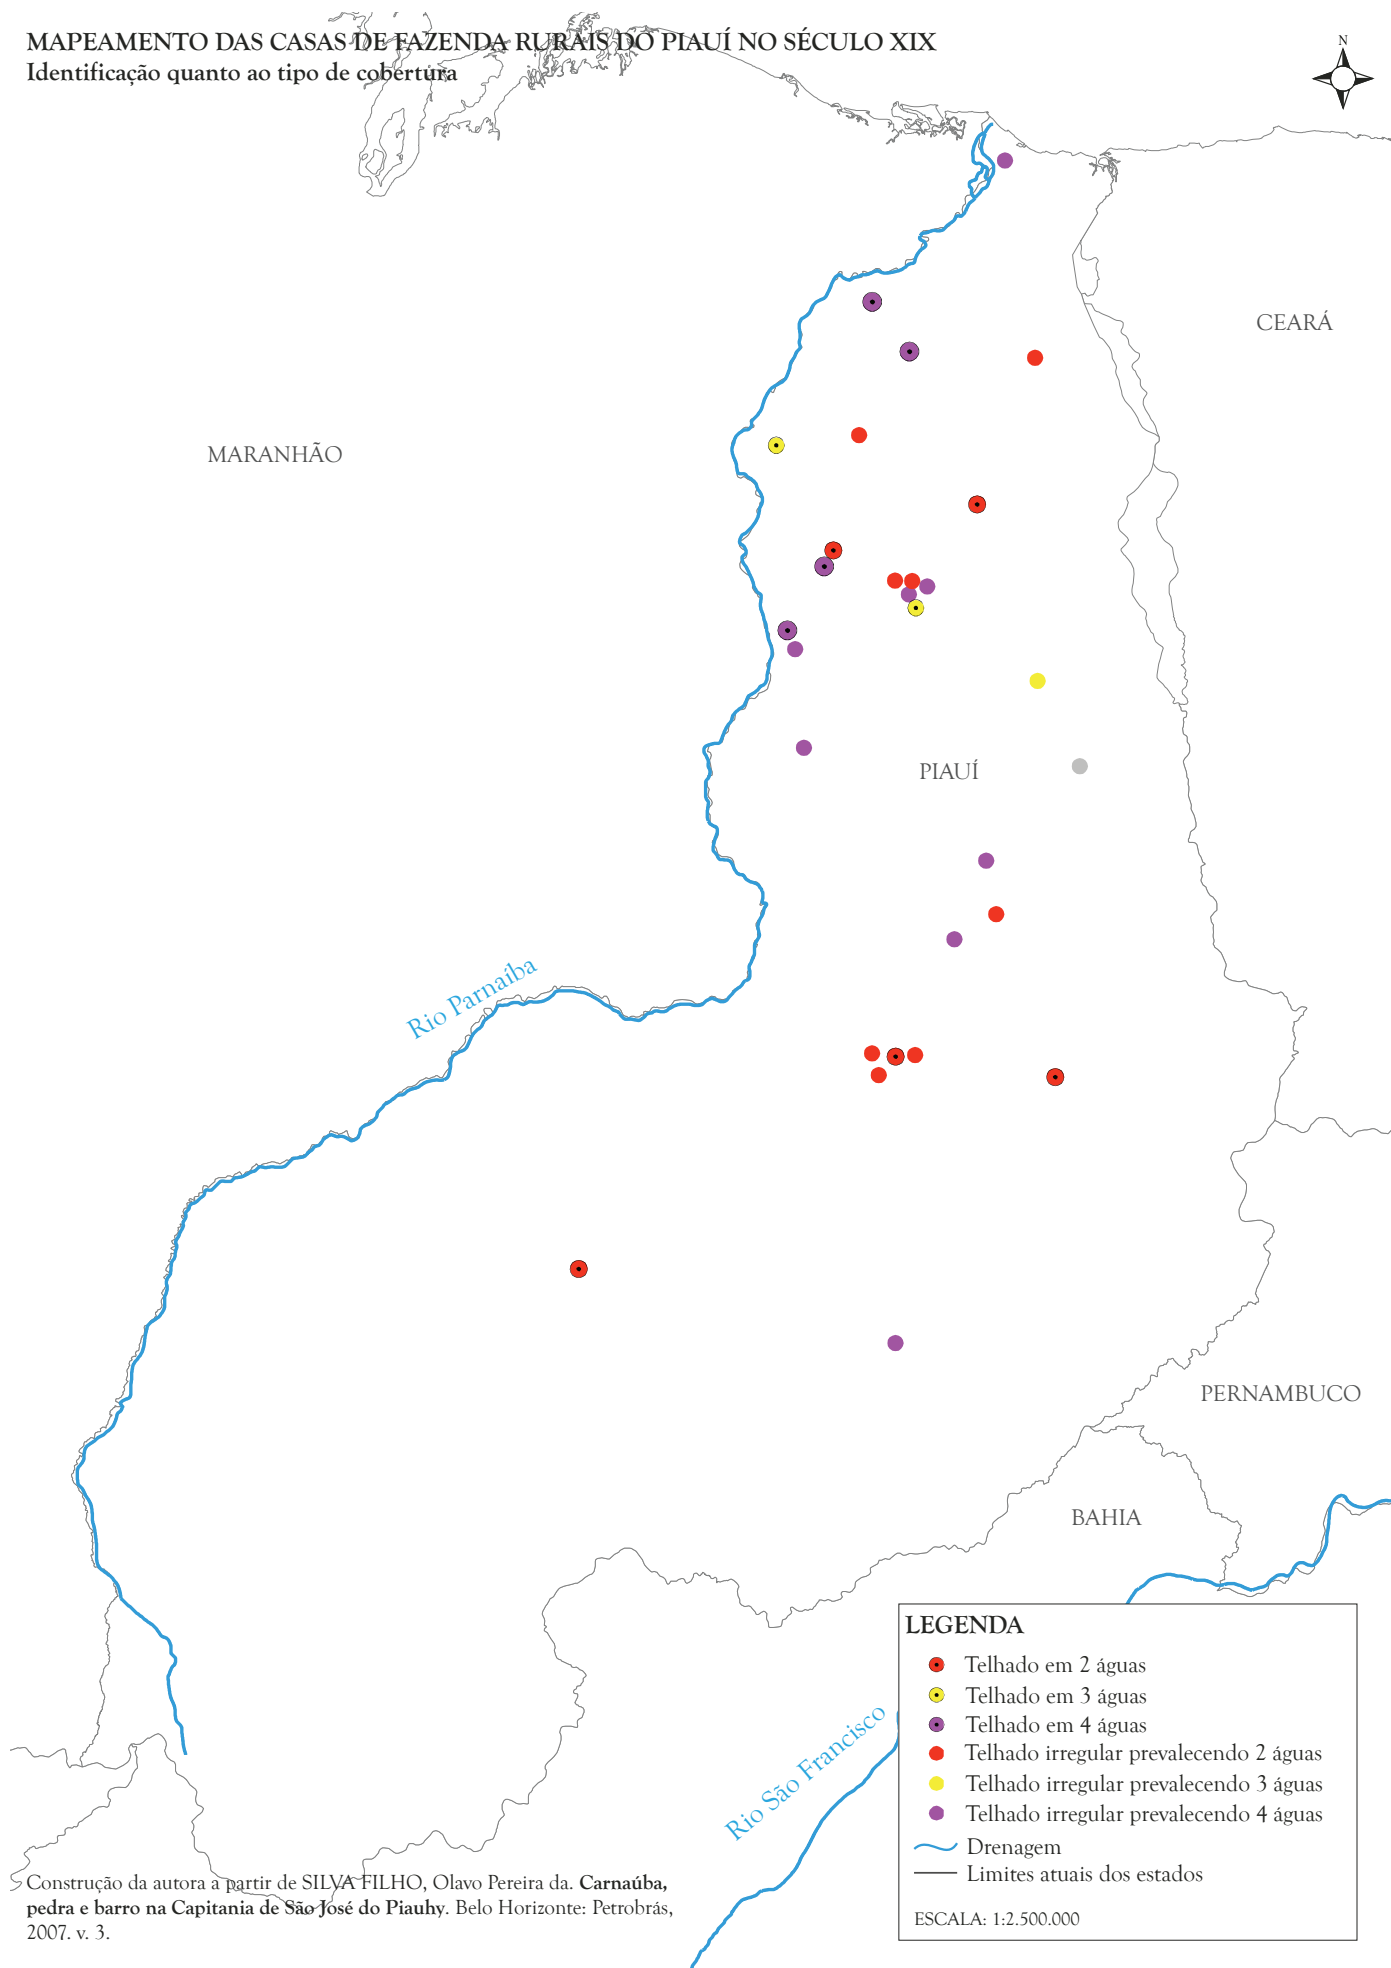 MAPEAMENTO DAS CASAS DE FAZENDA RURAIS DO PIAUÍ NO SÉCULO XIX
Identificação quanto ao tipo de cobertura
N
CEARÁ
MARANHÃO
PIAUÍ
Rio Parnaíba
PERNAMBUCO
BAHIA
Rio São Francisco
LEGENDA
Telhado em 2 águas
Telhado em 3 águas
Telhado em 4 águas
Telhado irregular prevalecendo 2 águas
Telhado irregular prevalecendo 3 águas
Telhado irregular prevalecendo 4 águas
Drenagem
Limites atuais dos estados
ESCALA: 1:2.500.000
Construção da autora a partir de SILVA FILHO, Olavo Pereira da. Carnaúba,
pedra e barro na Capitania de São José do Piauhy. Belo Horizonte: Petrobrás,
2007. v. 3.